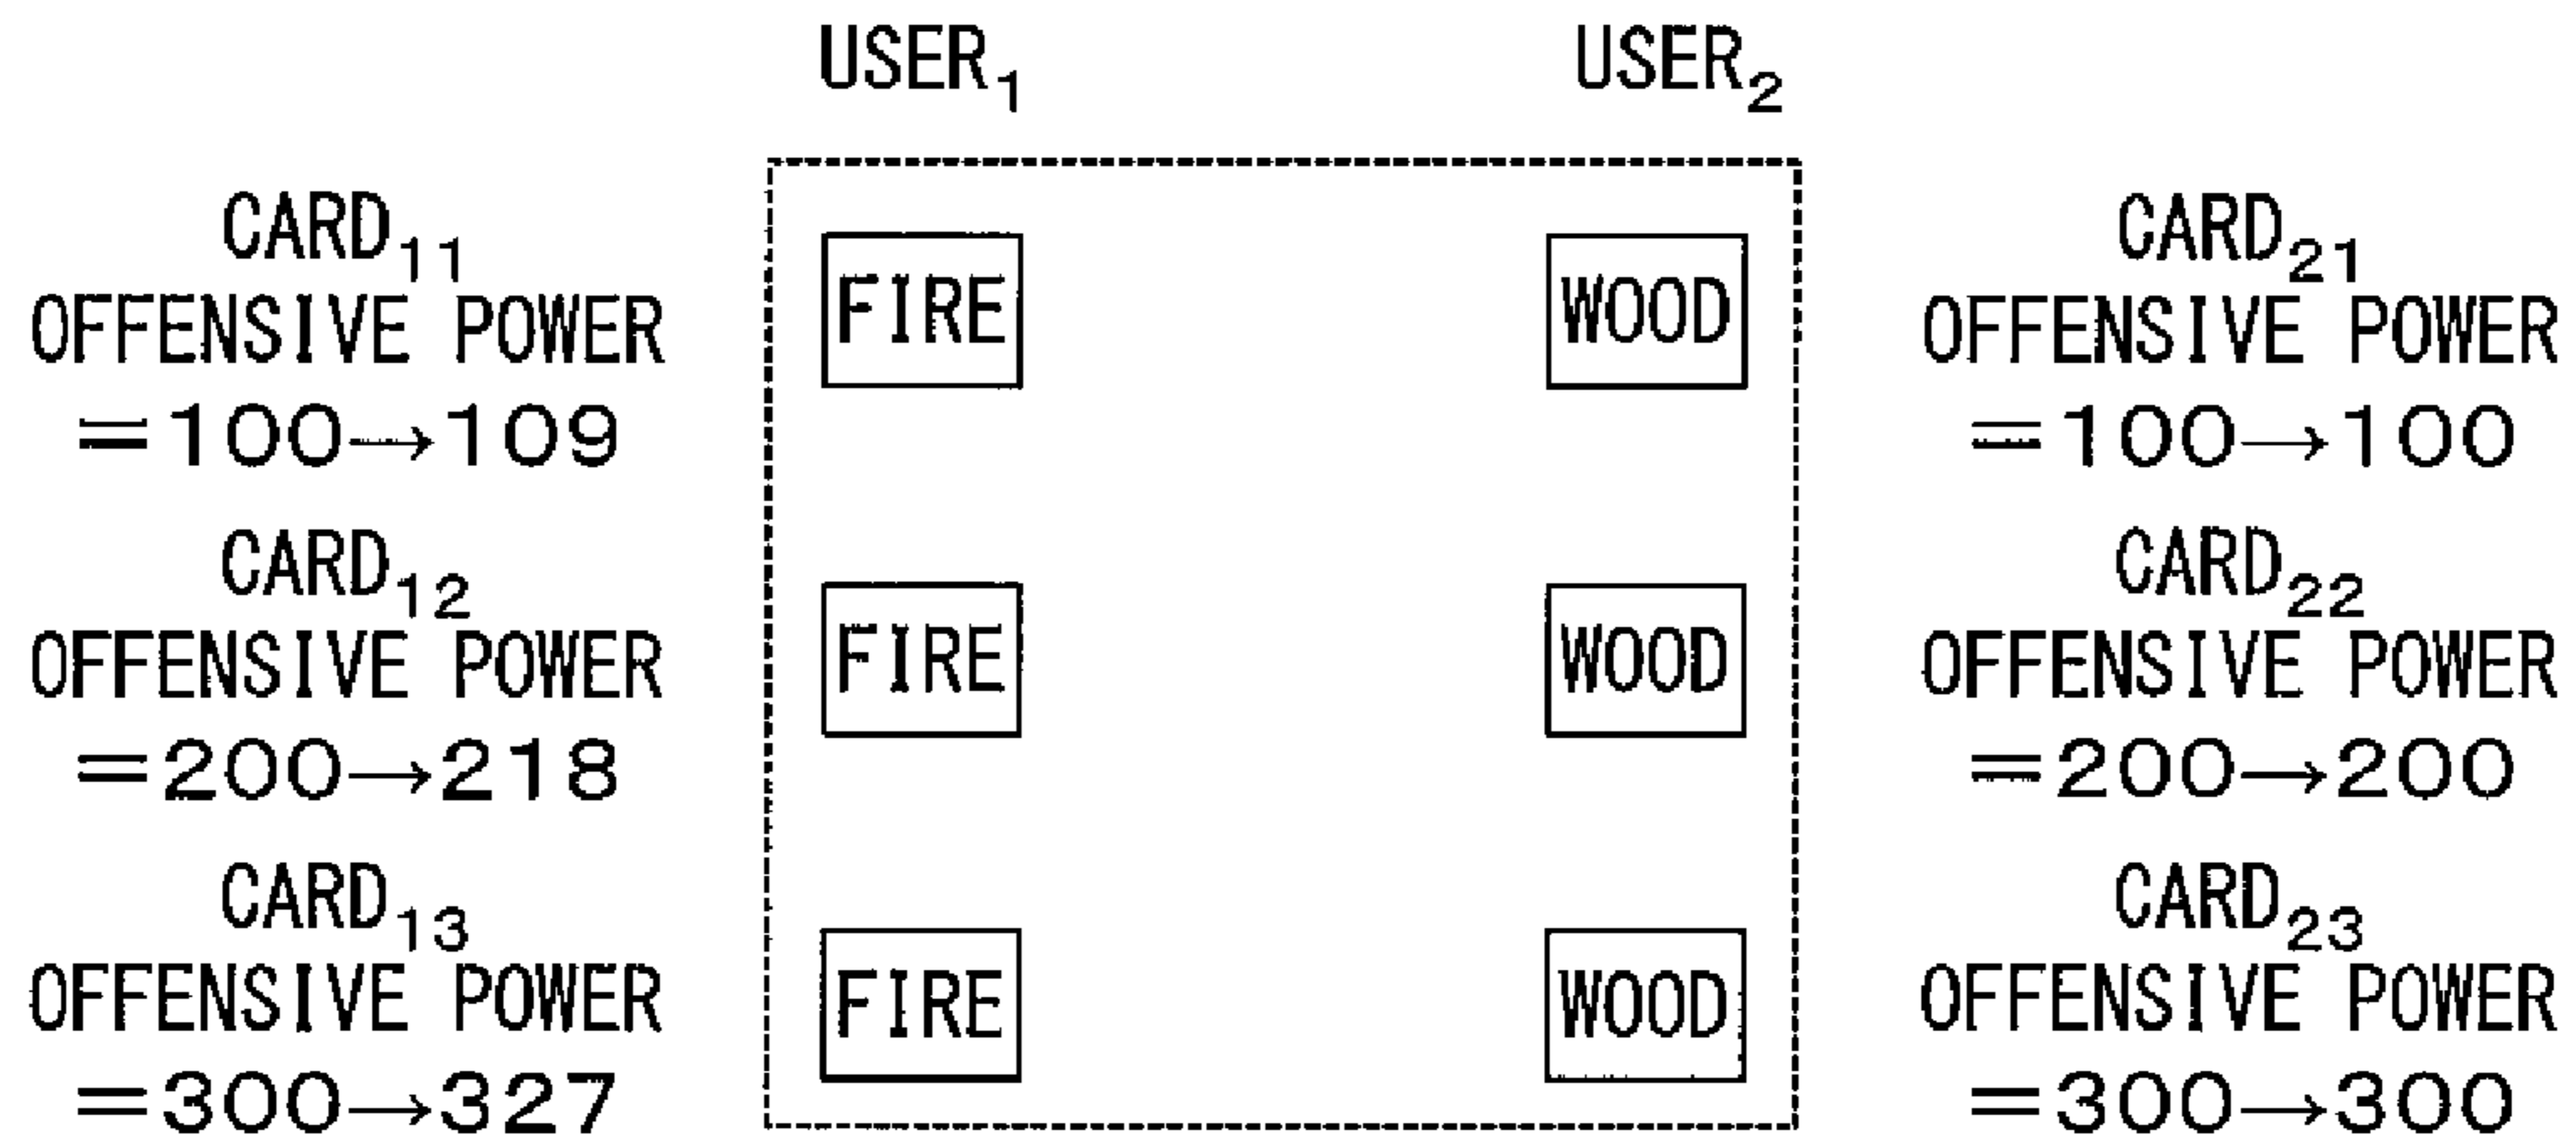 USER₁ USER₂
CARD₁₁
OFFENSIVE POWER
=100→109
FIRE
WOOD
CARD₂₁
OFFENSIVE POWER
=100→100
CARD₁₂
OFFENSIVE POWER
=200→218
FIRE
WOOD
CARD₂₂
OFFENSIVE POWER
=200→200
CARD₁₃
OFFENSIVE POWER
=300→327
FIRE
WOOD
CARD₂₃
OFFENSIVE POWER
=300→300